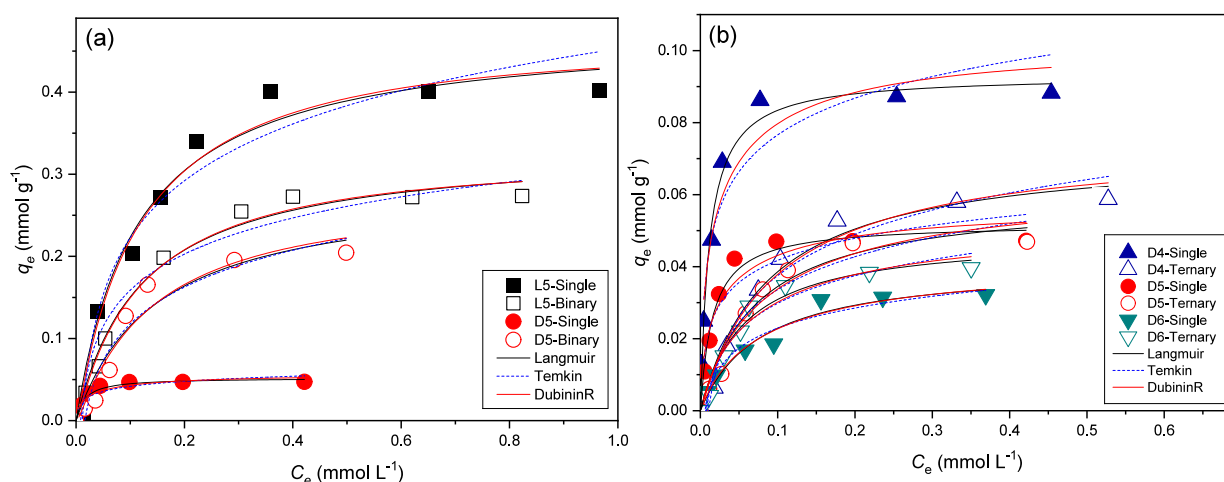 (a)
0.4
0.3
0.2
0.1
0.0
qe (mmol g-1)
0.0 0.2 0.4 0.6 0.8 1.0
Ce (mmol L-1)
L5-Single
L5-Binary
D5-Single
D5-Binary
Langmuir
Temkin
DubininR
(b)
0.10
0.08
0.06
0.04
0.02
0.00
qe (mmol g-1)
0.0 0.1 0.2 0.3 0.4 0.5 0.6
Ce (mmol L-1)
D4-Single
D4-Ternary
D5-Single
D5-Ternary
D6-Single
D6-Ternary
Langmuir
Temkin
DubininR